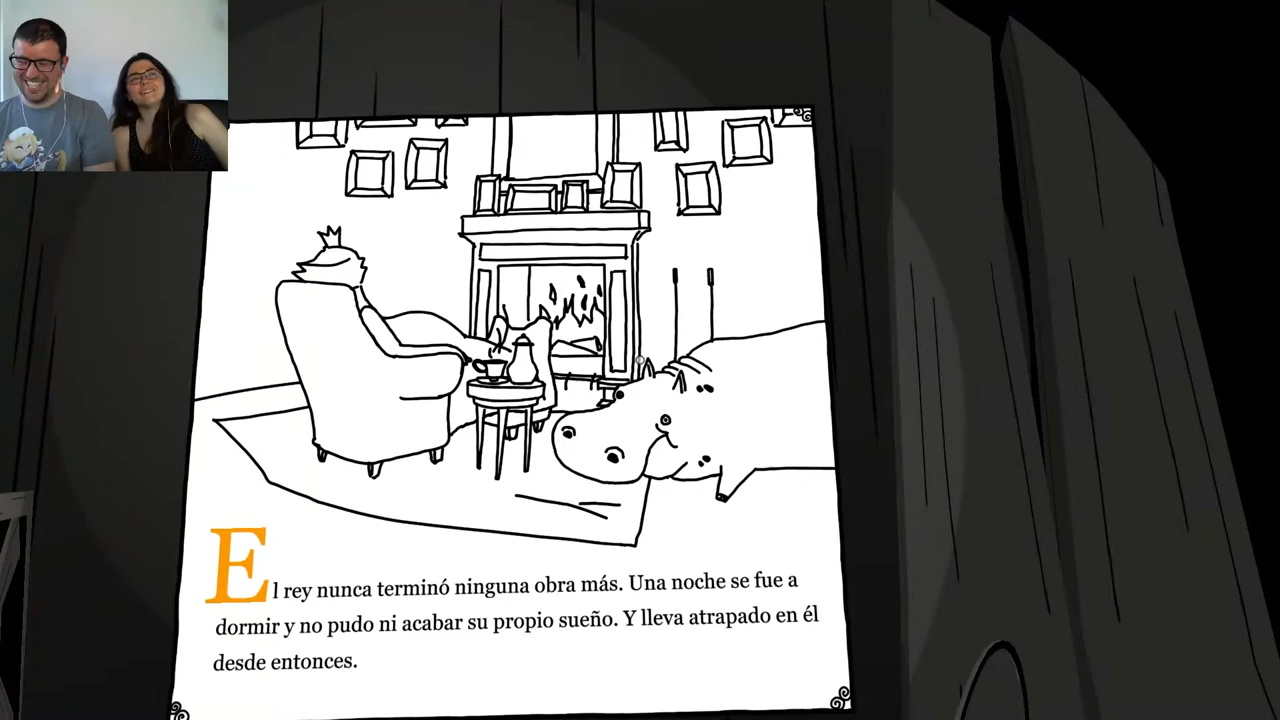 El rey nunca terminó ninguna obra más. Una noche se fue a
dormir y no pudo ni acabar su propio sueño. Y lleva atrapado en él
desde entonces.